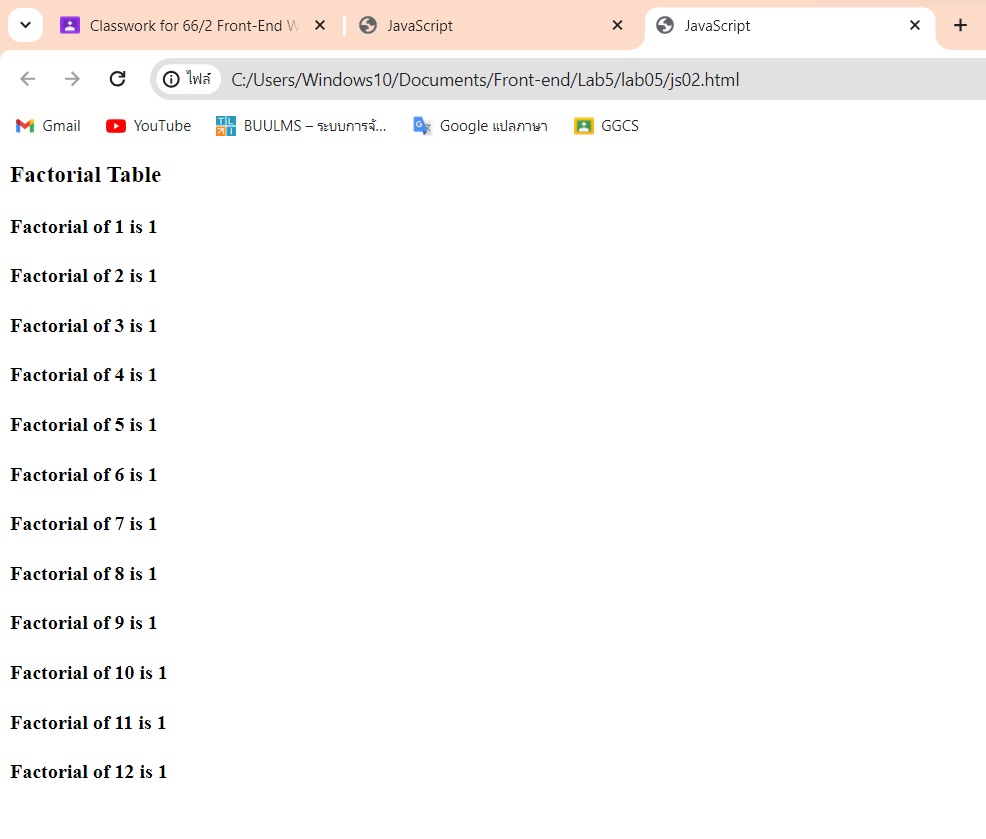 Classwork for 66/2 Front-End W
JavaScript
JavaScript
ไฟล์ C:/Users/Windows10/Documents/Front-end/Lab5/lab05/js02.html
Gmail YouTube BUULMS – ระบบการจั... Google แปลภาษา GGCS
Factorial Table
Factorial of 1 is 1
Factorial of 2 is 1
Factorial of 3 is 1
Factorial of 4 is 1
Factorial of 5 is 1
Factorial of 6 is 1
Factorial of 7 is 1
Factorial of 8 is 1
Factorial of 9 is 1
Factorial of 10 is 1
Factorial of 11 is 1
Factorial of 12 is 1